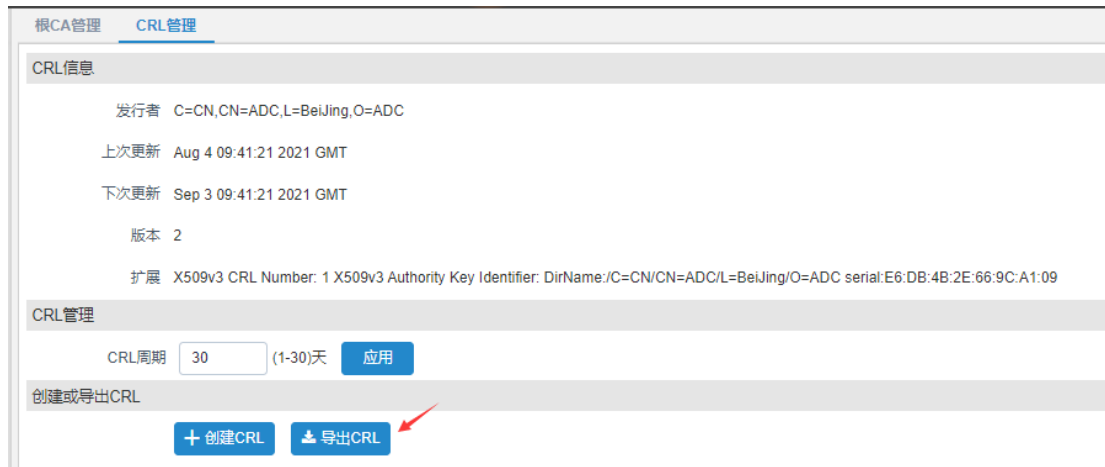 根CA管理 CRL管理
CRL信息
发行者 C=CN,CN=ADC,L=BeiJing,O=ADC
上次更新 Aug 4 09:41:21 2021 GMT
下次更新 Sep 3 09:41:21 2021 GMT
版本 2
扩展 X509v3 CRL Number: 1 X509v3 Authority Key Identifier: DirName:/C=CN/CN=ADC/L=BeiJing/O=ADC serial:E6:DB:4B:2E:66:9C:A1:09
CRL管理
CRL周期 30 (1-30)天 应用
创建或导出CRL
创建CRL 导出CRL